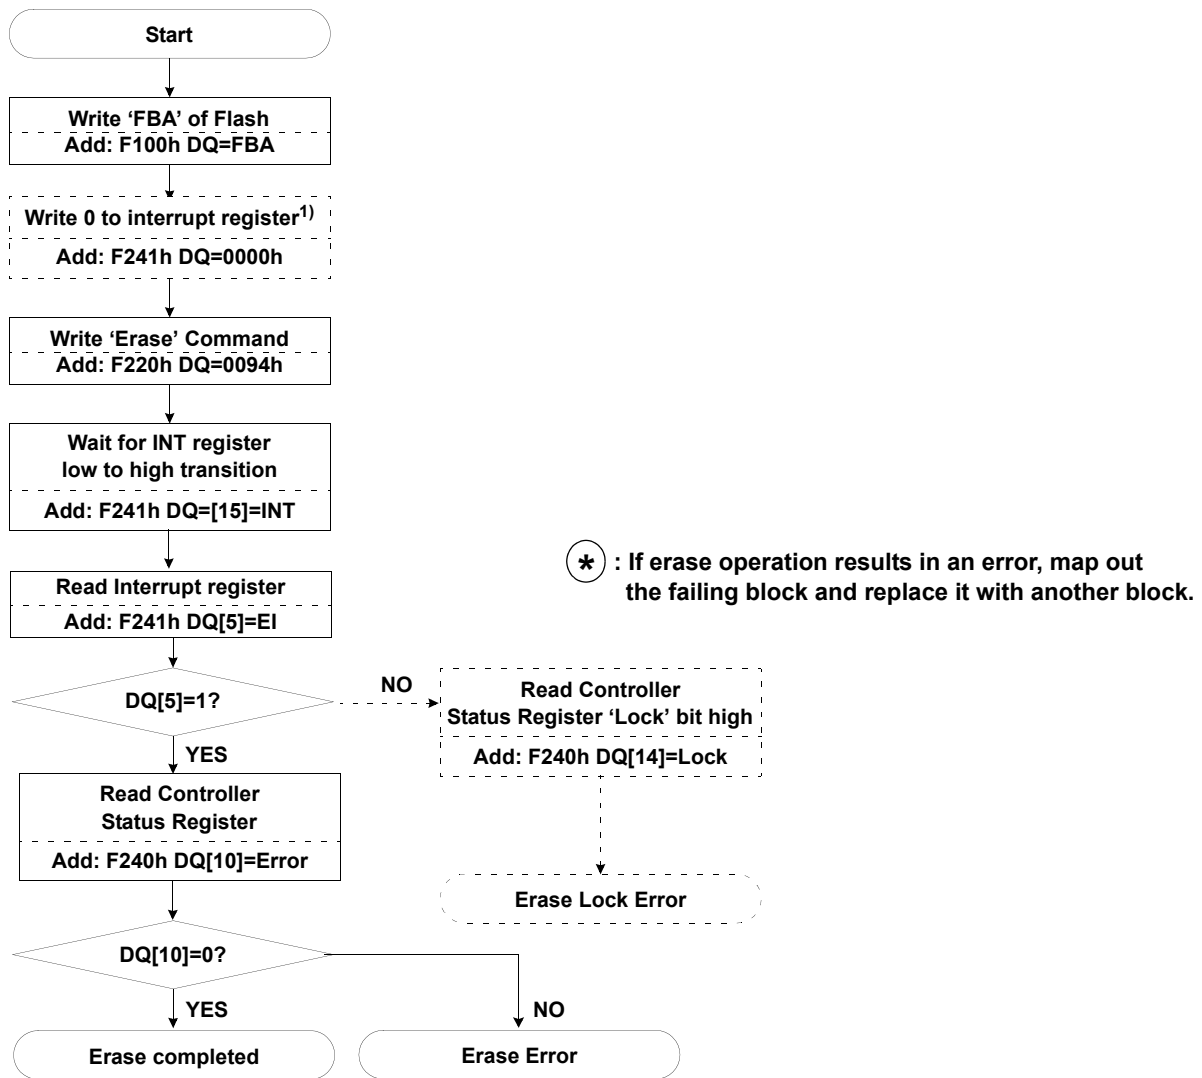 Start
Write ‘FBA’ of Flash
Add: F100h DQ=FBA
Write 0 to interrupt register1)
Add: F241h DQ=0000h
Write ‘Erase’ Command
Add: F220h DQ=0094h
Wait for INT register
low to high transition
Add: F241h DQ=[15]=INT
Read Interrupt register
Add: F241h DQ[5]=EI
* : If erase operation results in an error, map out
the failing block and replace it with another block.
DQ[5]=1?
NO
Read Controller
Status Register ‘Lock’ bit high
Add: F240h DQ[14]=Lock
YES
Read Controller
Status Register
Add: F240h DQ[10]=Error
Erase Lock Error
DQ[10]=0?
YES
NO
Erase completed
Erase Error